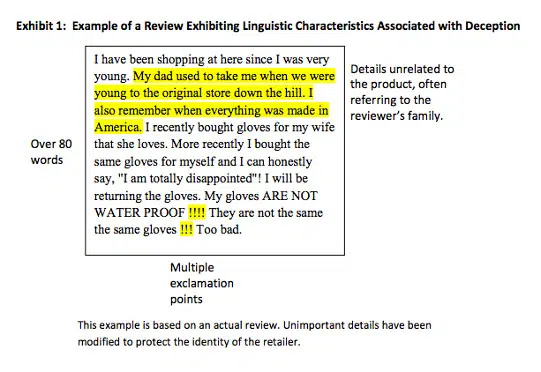 Exhibit 1: Example of a Review Exhibiting Linguistic Characteristics Associated with Deception
I have been shopping at here since I was very
young. My dad used to take me when we were
young to the original store down the hill. I
also remember when everything was made in
America. I recently bought gloves for my wife
that she loves. More recently I bought the
same gloves for myself and I can honestly
say, "I am totally disappointed"! I will be
returning the gloves. My gloves ARE NOT
WATER PROOF !!!! They are not the same
the same gloves !!! Too bad.
Details unrelated to
the product, often
referring to the
reviewer's family.
Over 80
words
Multiple
exclamation
points
This example is based on an actual review. Unimportant details have been
modified to protect the identity of the retailer.